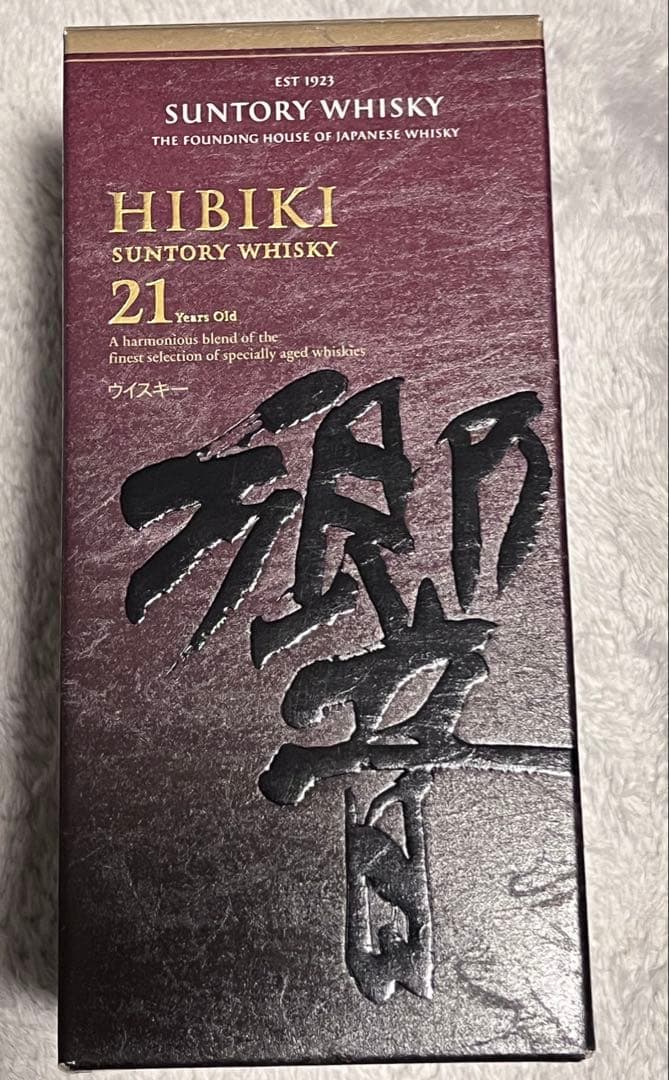 EST 1923
SUNTORY WHISKY
THE FOUNDING HOUSE OF JAPANESE WHISKY
HIBIKI
SUNTORY WHISKY
21 Years Old
A harmonious blend of the
finest selection of specially aged whiskies
ウイスキー
響